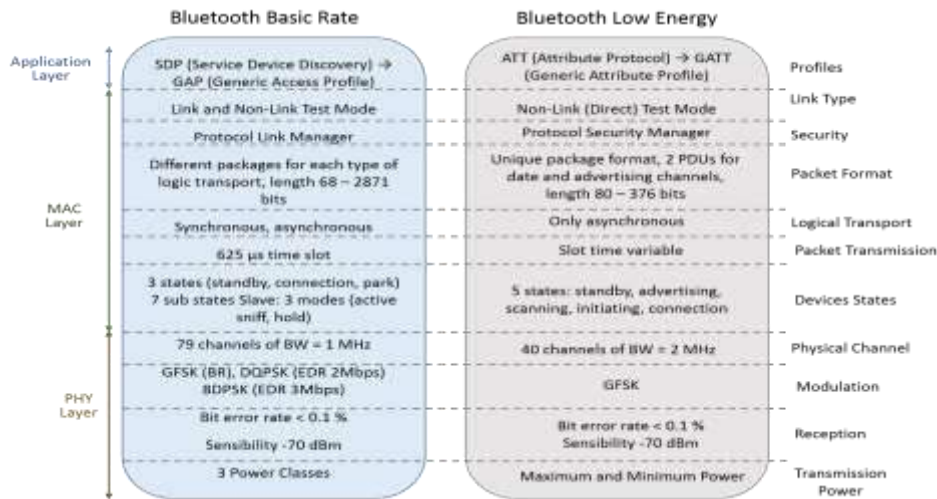 Bluetooth Basic Rate
Bluetooth Low Energy
Application
Layer
SDP (Service Device Discovery) →
GAP (Generic Access Profile)
ATT (Attribute Protocol) → GATT
(Generic Attribute Profile)
Profiles
Link and Non-Link Test Mode
Non-Link (Direct) Test Mode
Link Type
Protocol Link Manager
Protocol Security Manager
Security
MAC
Layer
Different packages for each type of
logic transport, length 68 – 2871
bits
Unique package format, 2 PDUs for
date and advertising channels,
length 80 – 376 bits
Packet Format
Synchronous, asynchronous
Only asynchronous
Logical Transport
625 μs time slot
Slot time variable
Packet Transmission
3 states (standby, connection, park)
7 sub states Slave: 3 modes (active
sniff, hold)
5 states: standby, advertising,
scanning, initiating, connection
Devices States
PHY
Layer
79 channels of BW = 1 MHz
40 channels of BW = 2 MHz
Physical Channel
GFSK (BR), DQPSK (EDR 2Mbps)
8DPSK (EDR 3Mbps)
GFSK
Modulation
Bit error rate < 0.1 %
Sensibility -70 dBm
Bit error rate < 0.1 %
Sensibility -70 dBm
Reception
3 Power Classes
Maximum and Minimum Power
Transmission
Power